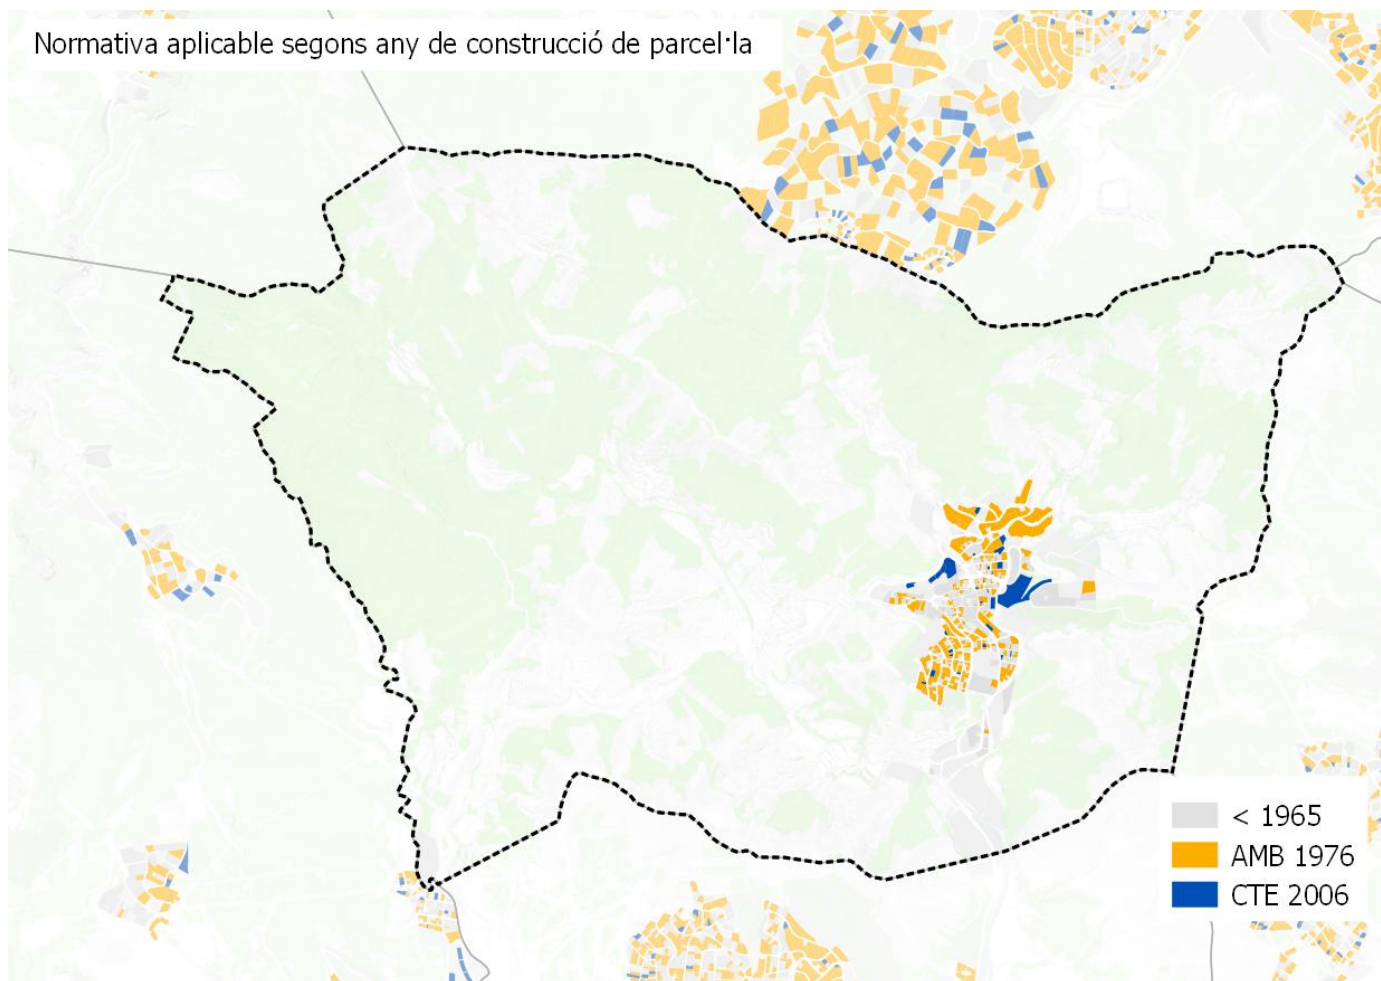 Normativa aplicable segons any de construcció de parcel·la
< 1965
AMB 1976
CTE 2006